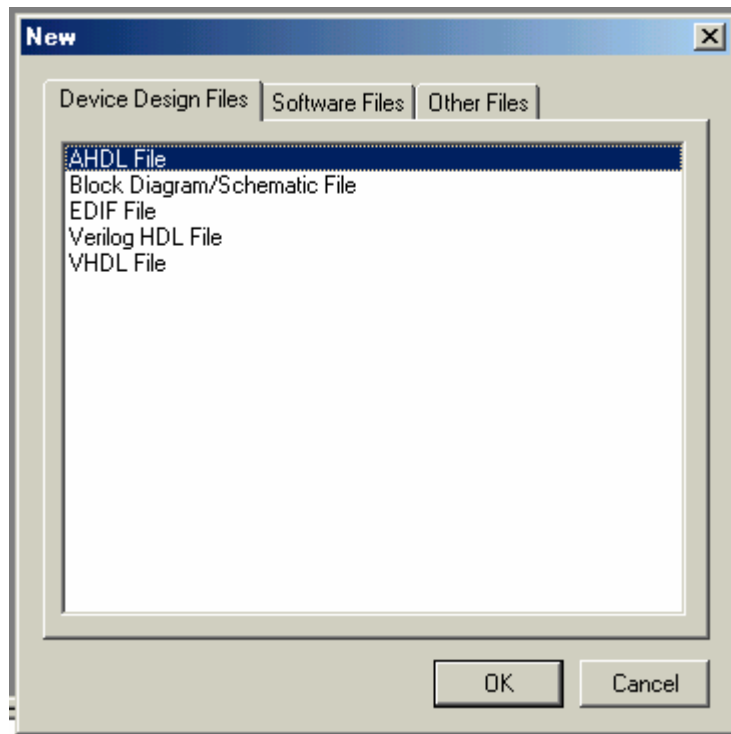 New
Device Design Files Software Files Other Files
AHDL File
Block Diagram/Schematic File
EDIF File
Verilog HDL File
VHDL File
OK Cancel